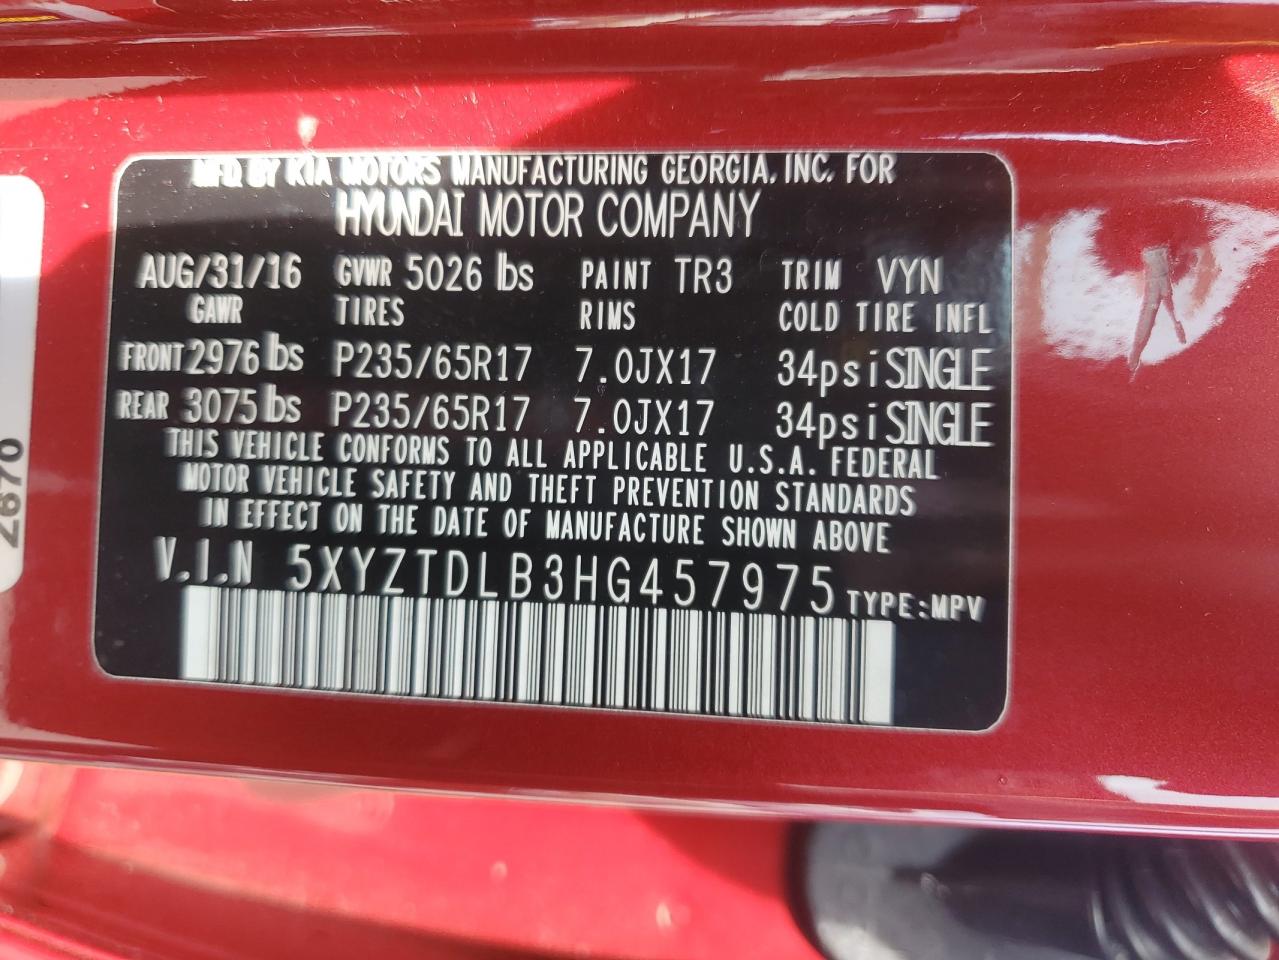 MFD BY KIA MOTORS MANUFACTURING GEORGIA, INC. FOR
HYUNDAI MOTOR COMPANY
AUG/31/16 GVWR 5026 lbs PAINT TR3 TRIM VYN
GAWR TIRES RIMS COLD TIRE INFL
FRONT 2976 lbs P235/65R17 7.0JX17 34psi SINGLE
REAR 3075 lbs P235/65R17 7.0JX17 34psi SINGLE
THIS VEHICLE CONFORMS TO ALL APPLICABLE U.S.A. FEDERAL
MOTOR VEHICLE SAFETY AND THEFT PREVENTION STANDARDS
IN EFFECT ON THE DATE OF MANUFACTURE SHOWN ABOVE
V.I.N 5XYZTDLB3HG457975 TYPE:MPV
2670